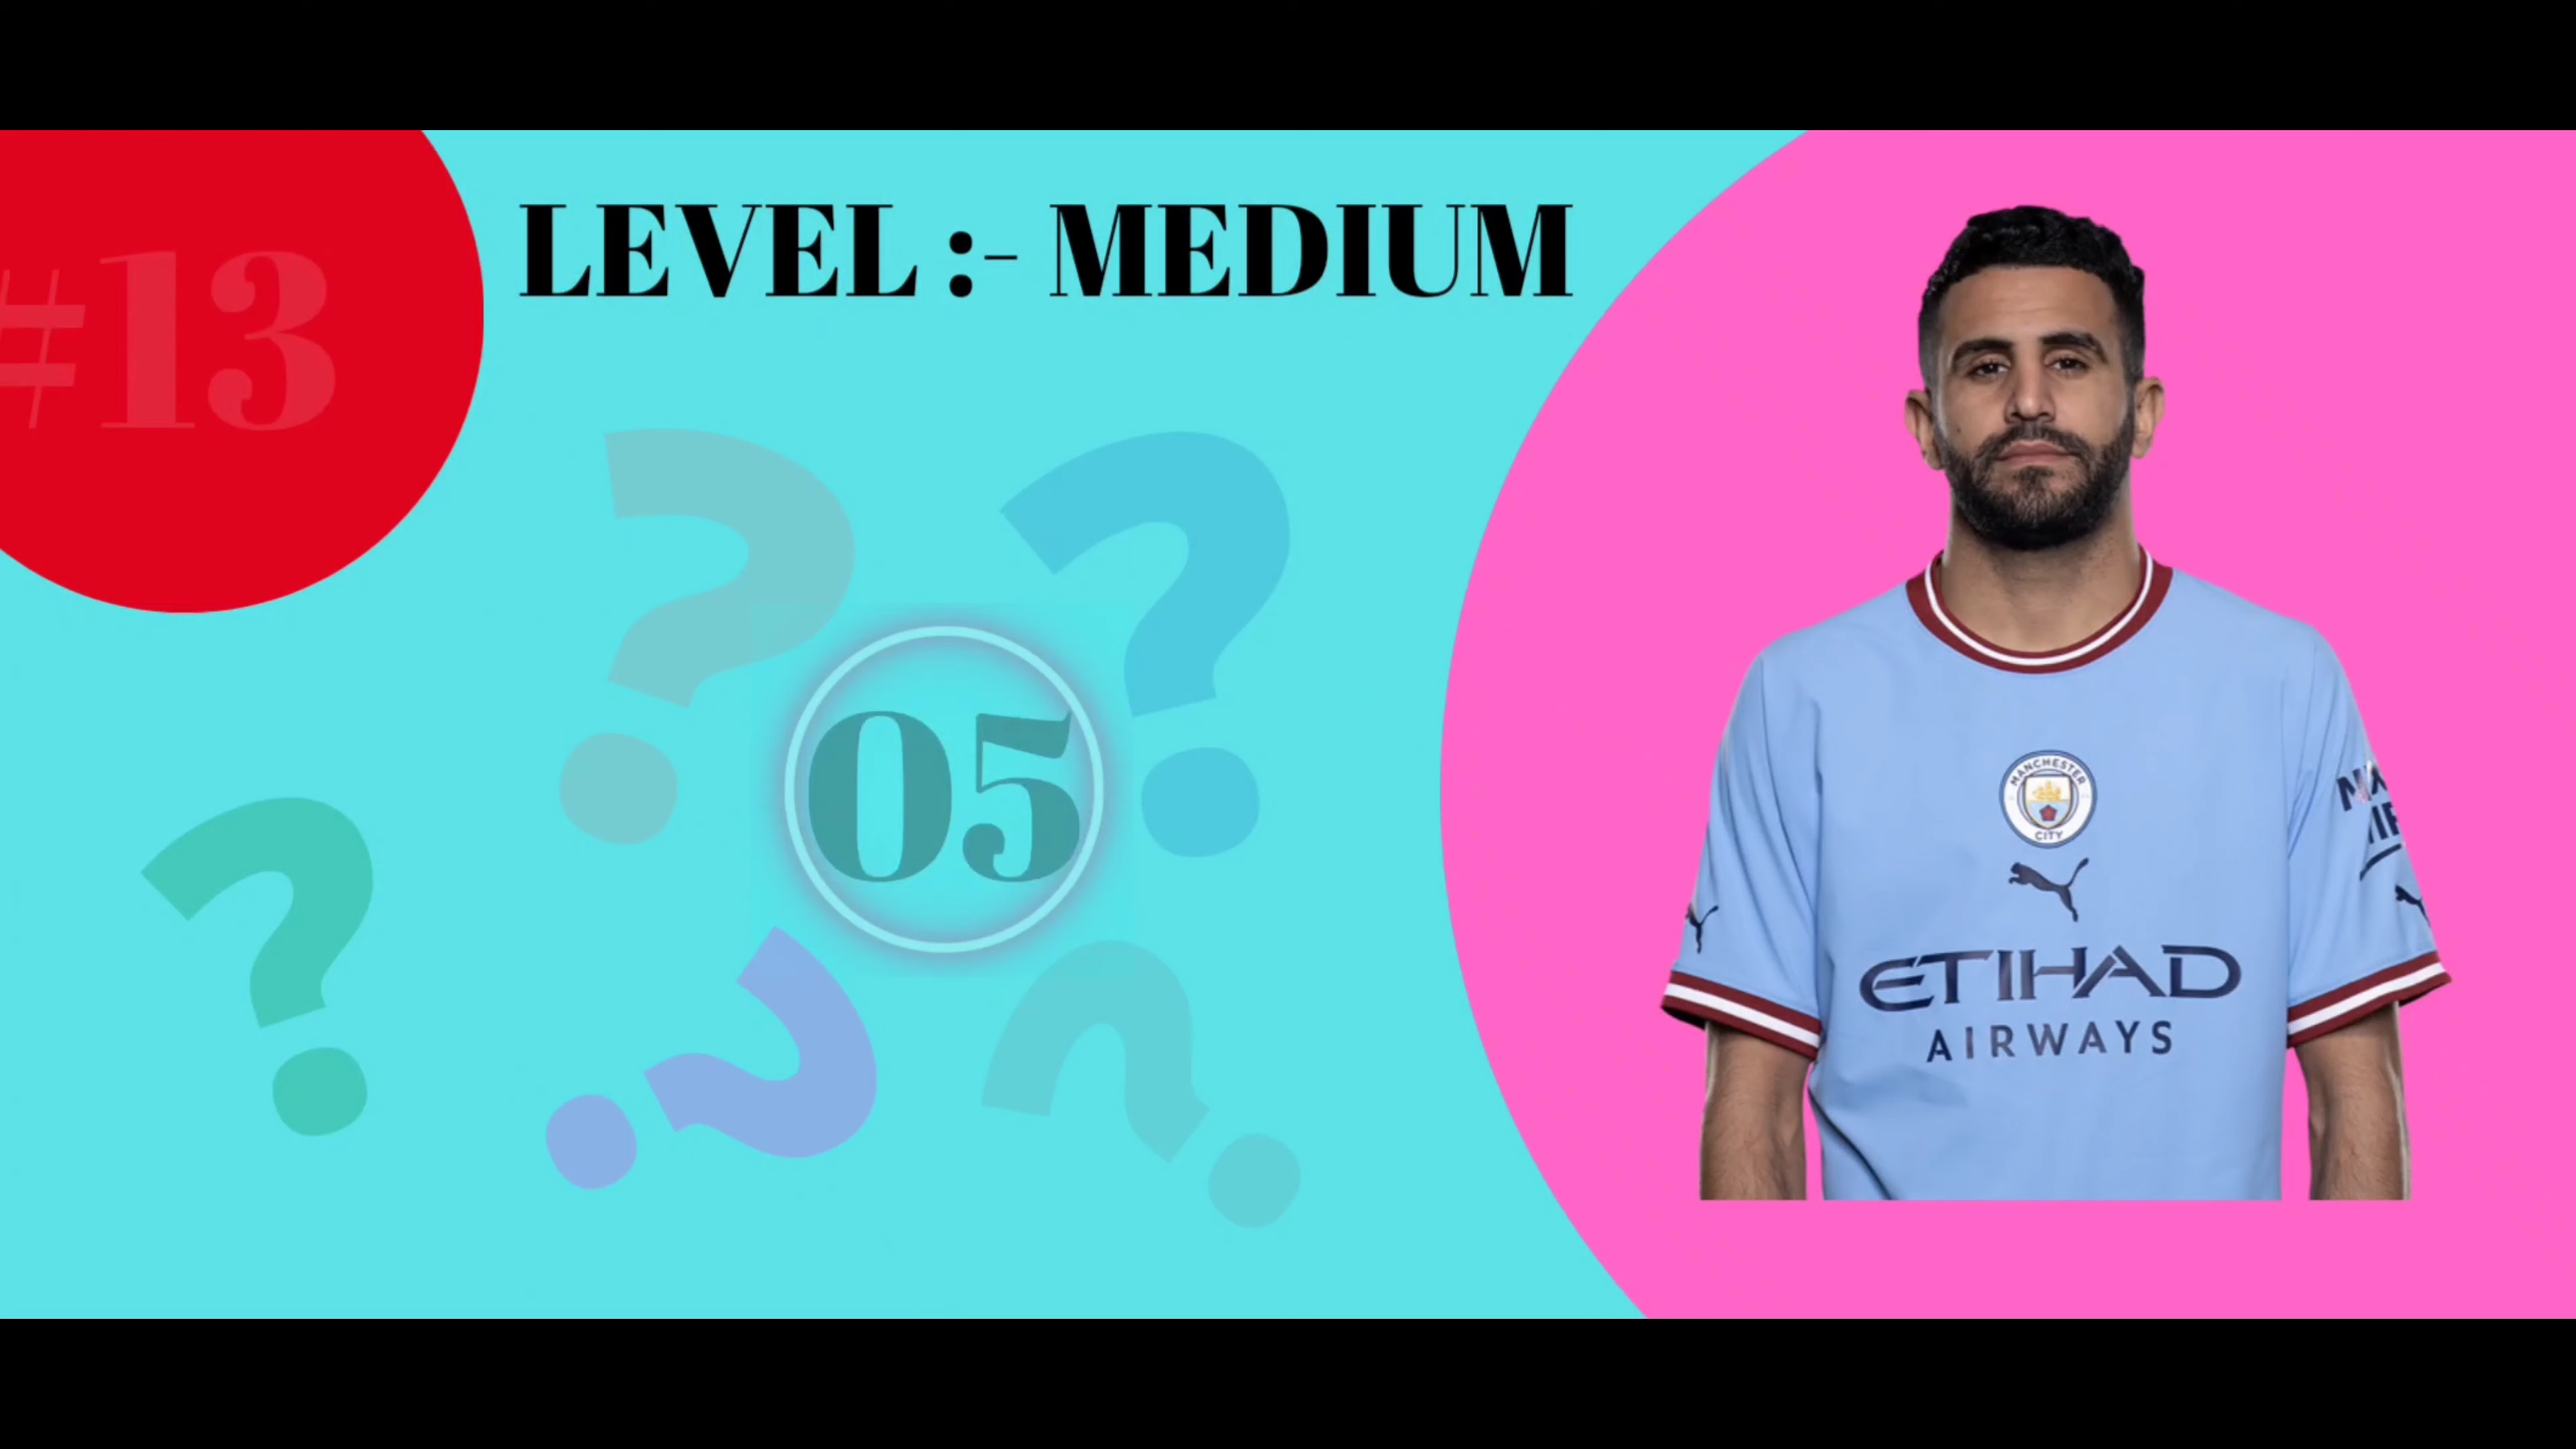 #13
LEVEL :- MEDIUM
05
MANCHESTER
CITY
ETIHAD
AIRWAYS